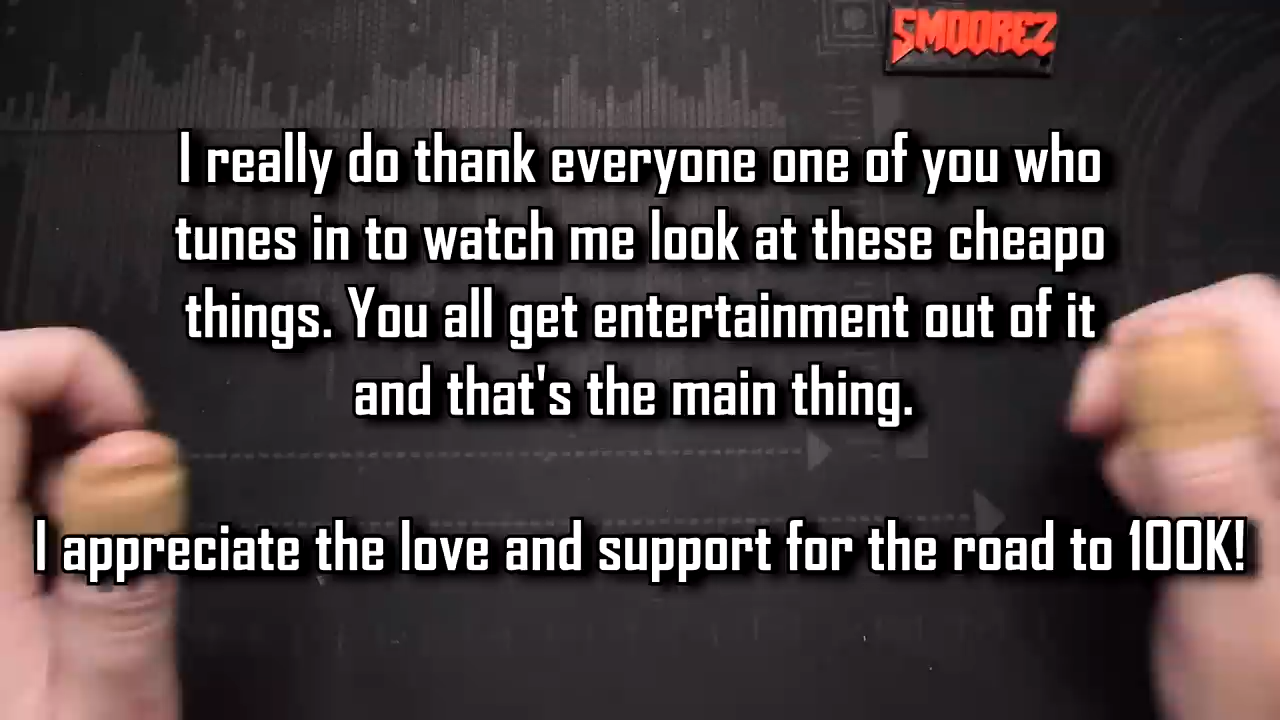 SMOOREZ
I really do thank everyone one of you who
tunes in to watch me look at these cheapo
things. You all get entertainment out of it
and that's the main thing.
I appreciate the love and support for the road to 100K!